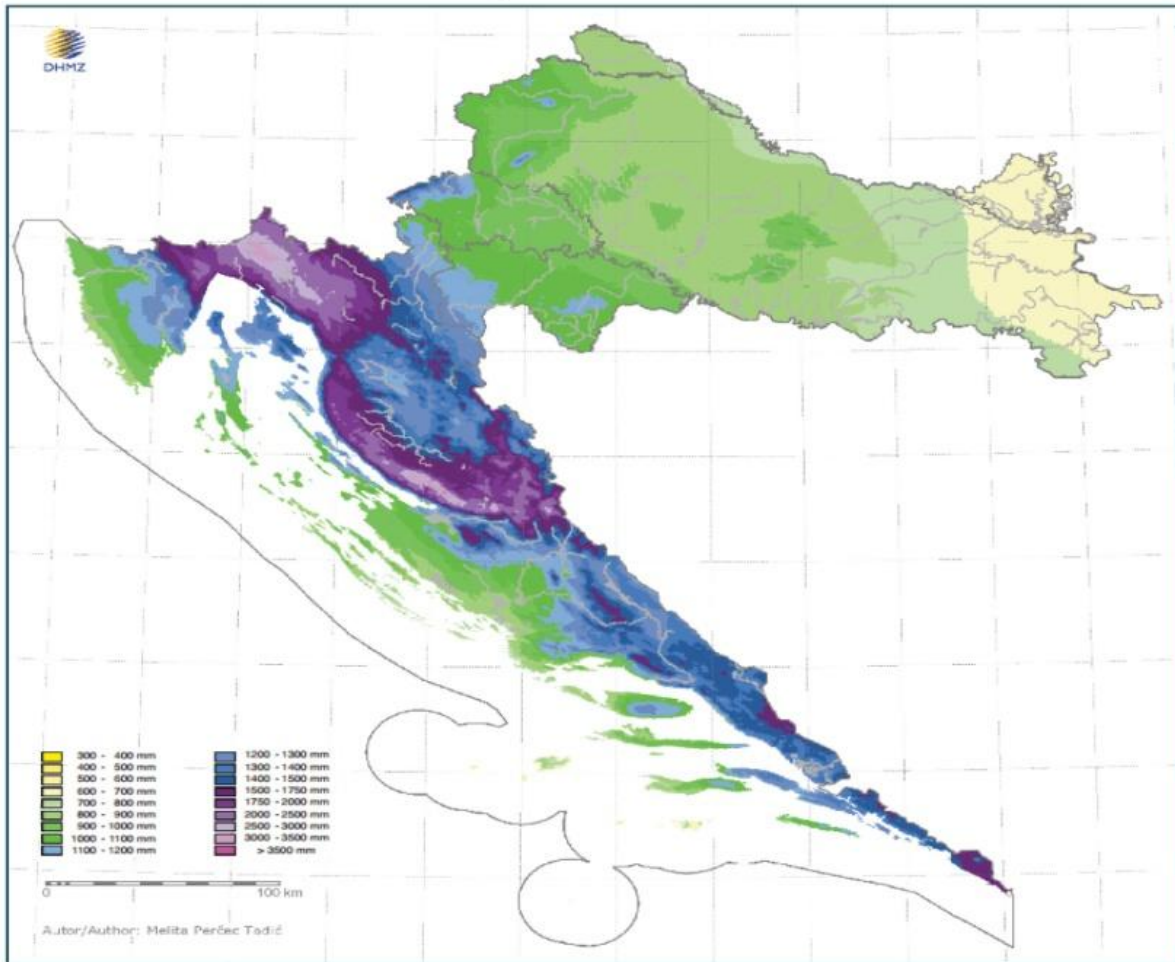 DHMZ
300 - 400 mm
400 - 500 mm
500 - 600 mm
600 - 700 mm
700 - 800 mm
800 - 900 mm
900 - 1000 mm
1000 - 1100 mm
1100 - 1200 mm
1200 - 1300 mm
1300 - 1400 mm
1400 - 1500 mm
1500 - 1750 mm
1750 - 2000 mm
2000 - 2500 mm
2500 - 3000 mm
3000 - 3500 mm
> 3500 mm
0 100 km
Autor/Author: Melita Perčec Tadić